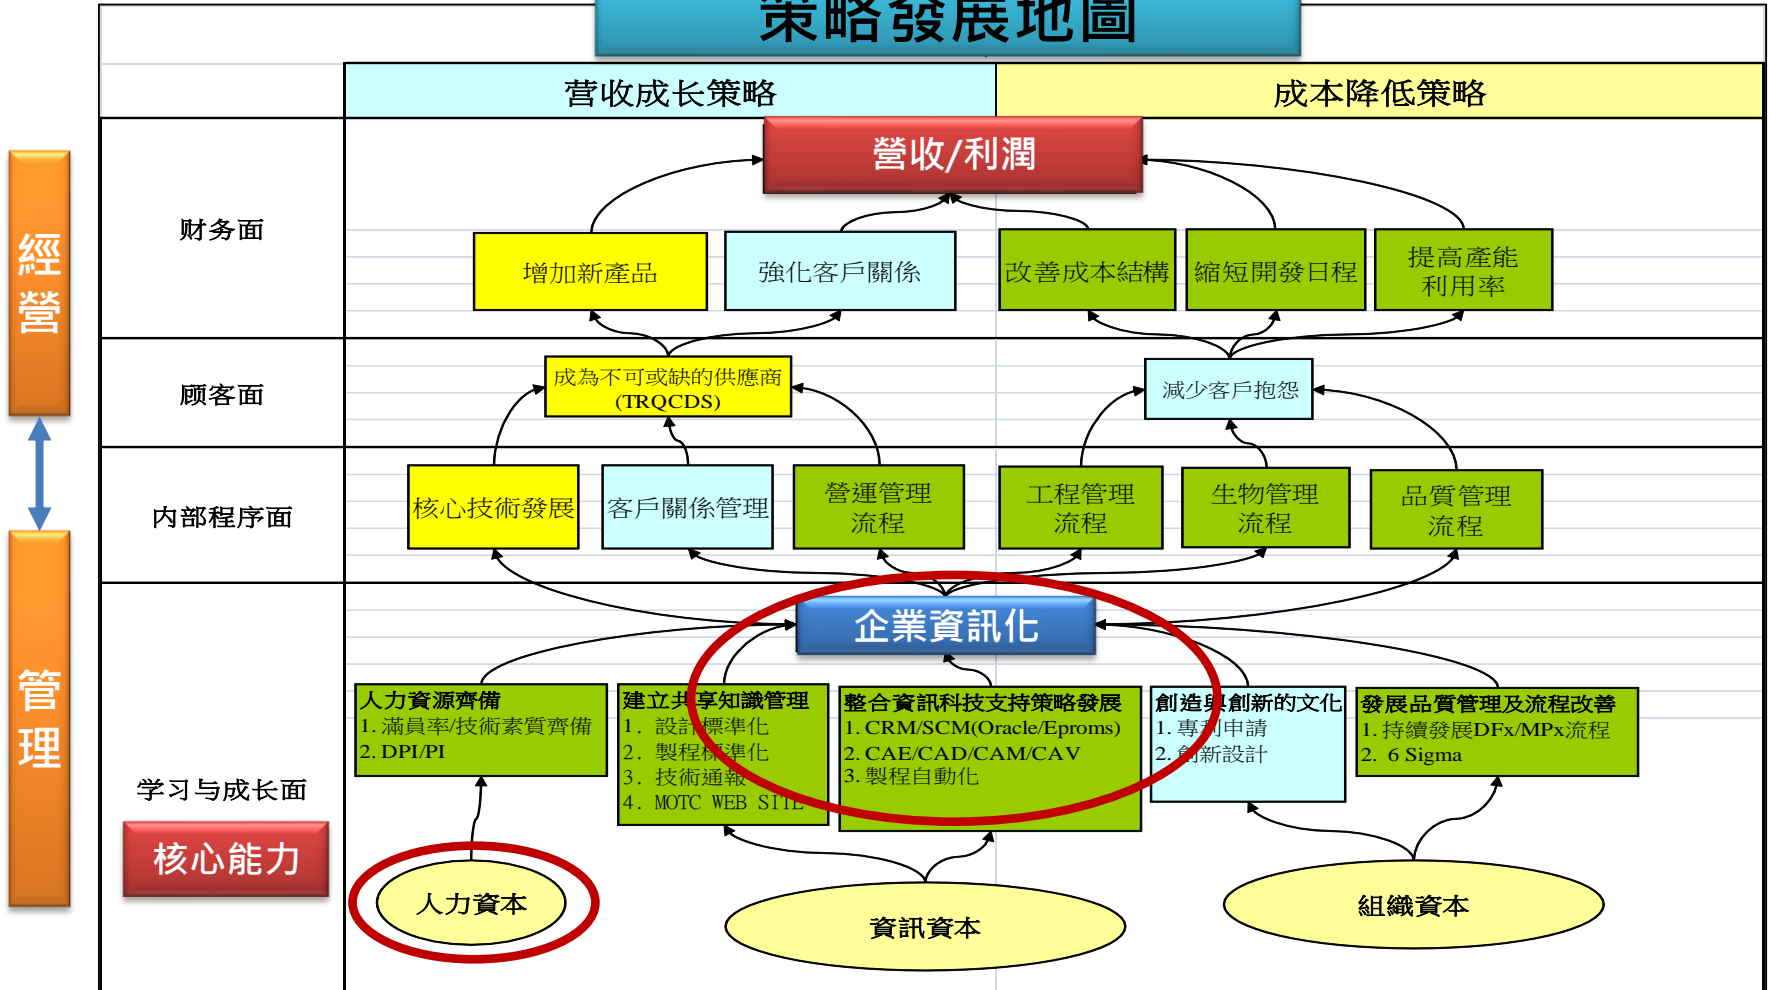 策略發展地圖
营收成长策略
成本降低策略
營收/利潤
經營
财务面
增加新產品
強化客戶關係
改善成本結構
縮短開發日程
提高產能
利用率
顾客面
成為不可或缺的供應商
(TRQCDS)
減少客戶抱怨
内部程序面
核心技術發展
客戶關係管理
營運管理
流程
工程管理
流程
生物管理
流程
品質管理
流程
管理
企業資訊化
学习与成长面
核心能力
人力資源齊備
1. 滿員率/技術素質齊備
2. DPI/PI
建立共享知識管理
1. 設計標準化
2. 製程標準化
3. 技術通報
4. MOTC WEB SITE
整合資訊科技支持策略發展
1. CRM/SCM(Oracle/Eproms)
2. CAE/CAD/CAM/CAV
3. 製程自動化
創造與創新的文化
1. 專利申請
2. 創新設計
發展品質管理及流程改善
1. 持續發展DFx/MPx流程
2. 6 Sigma
人力資本
資訊資本
組織資本